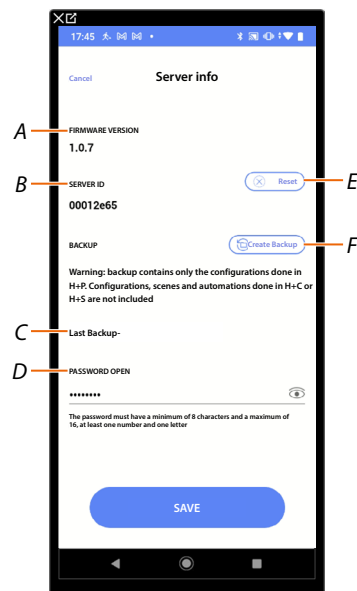 17:45
Cancel
Server info
A
FIRMWARE VERSION
1.0.7
B
SERVER ID
Reset
E
00012e65
BACKUP
Create Backup
F
Warning: backup contains only the configurations done in
H+P. Configurations, scenes and automations done in H+C or
H+S are not included
C
Last Backup-
D
PASSWORD OPEN
••••••••
The password must have a minimum of 8 characters and a maximum of
16, at least one number and one letter
SAVE